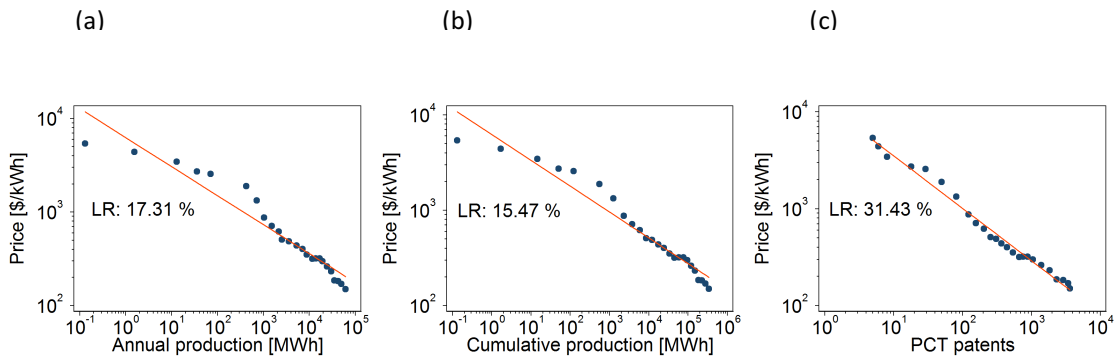 (a)
(b)
(c)
10^4
10^3
10^2
Price [$/kWh]
LR: 17.31 %
10^-1
10^0
10^1
10^2
10^3
10^4
10^5
Annual production [MWh]
10^4
10^3
10^2
Price [$/kWh]
LR: 15.47 %
10^-1
10^0
10^1
10^2
10^3
10^4
10^5
10^6
Cumulative production [MWh]
10^4
10^3
10^2
Price [$/kWh]
LR: 31.43 %
10^0
10^1
10^2
10^3
10^4
PCT patents